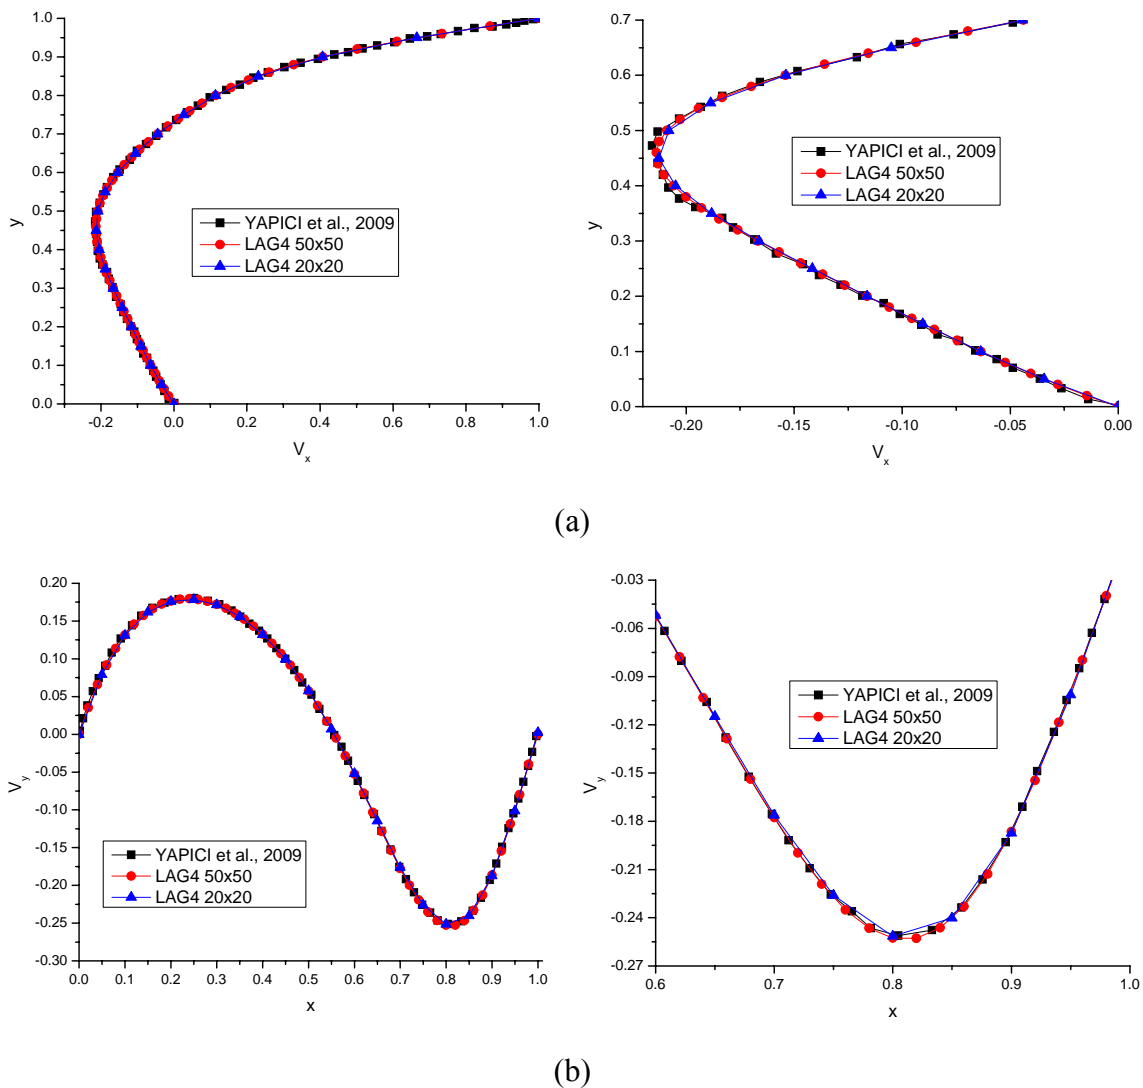 1.0
0.9
0.8
0.7
0.6
0.5
0.4
0.3
0.2
0.1
0.0
y
-0.2 0.0 0.2 0.4 0.6 0.8 1.0
Vx
YAPICI et al., 2009
LAG4 50x50
LAG4 20x20
0.7
0.6
0.5
0.4
0.3
0.2
0.1
0.0
y
-0.20 -0.15 -0.10 -0.05 0.00
Vx
YAPICI et al., 2009
LAG4 50x50
LAG4 20x20
(a)
0.20
0.15
0.10
0.05
0.00
-0.05
-0.10
-0.15
-0.20
-0.25
-0.30
Vy
0.0 0.1 0.2 0.3 0.4 0.5 0.6 0.7 0.8 0.9 1.0
x
YAPICI et al., 2009
LAG4 50x50
LAG4 20x20
-0.03
-0.06
-0.09
-0.12
-0.15
-0.18
-0.21
-0.24
-0.27
Vy
0.6 0.7 0.8 0.9 1.0
x
YAPICI et al., 2009
LAG4 50x50
LAG4 20x20
(b)